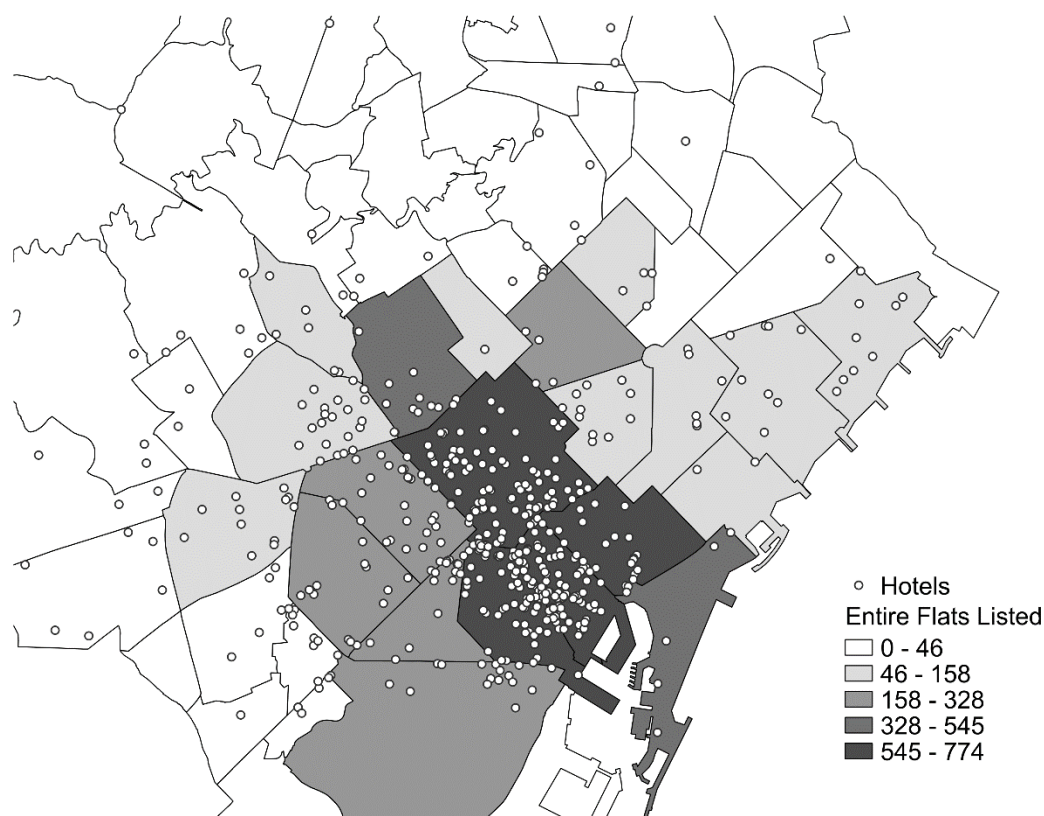 Hotels
Entire Flats Listed
0 - 46
46 - 158
158 - 328
328 - 545
545 - 774